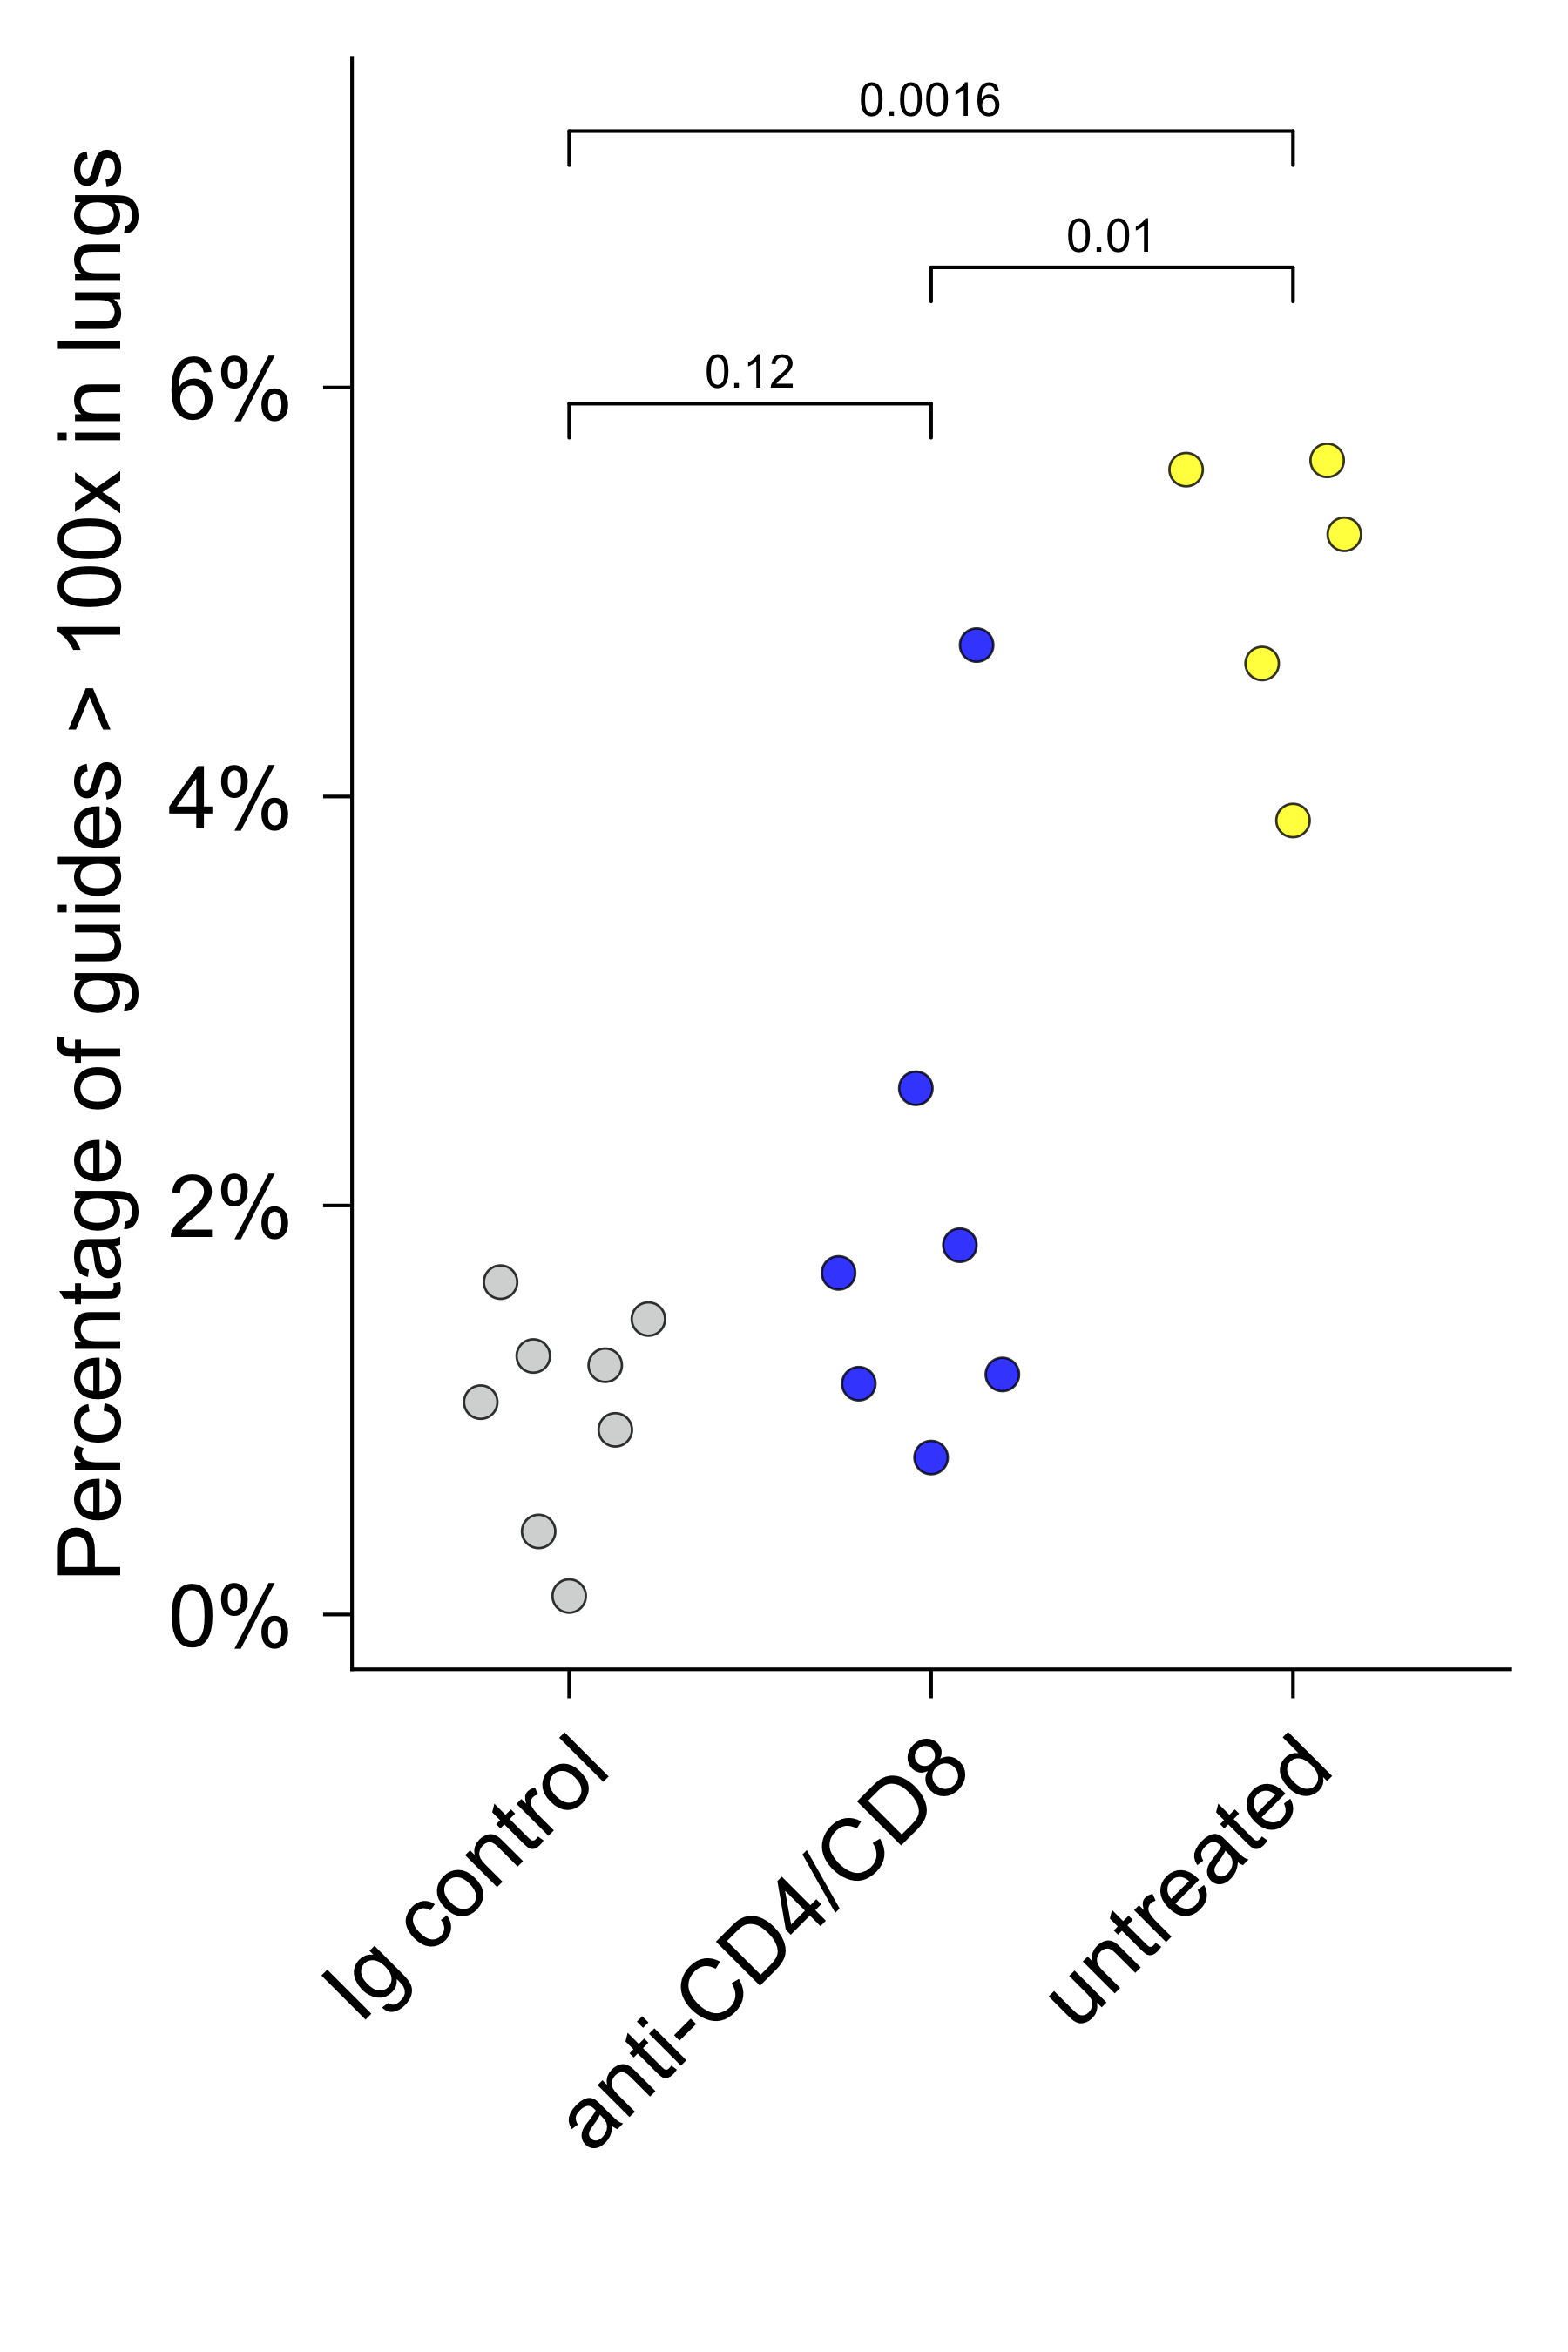 Percentage of guides > 100x in lungs
0.0016
0.01
0.12
6%
4%
2%
0%
Ig control
anti-CD4/CD8
untreated